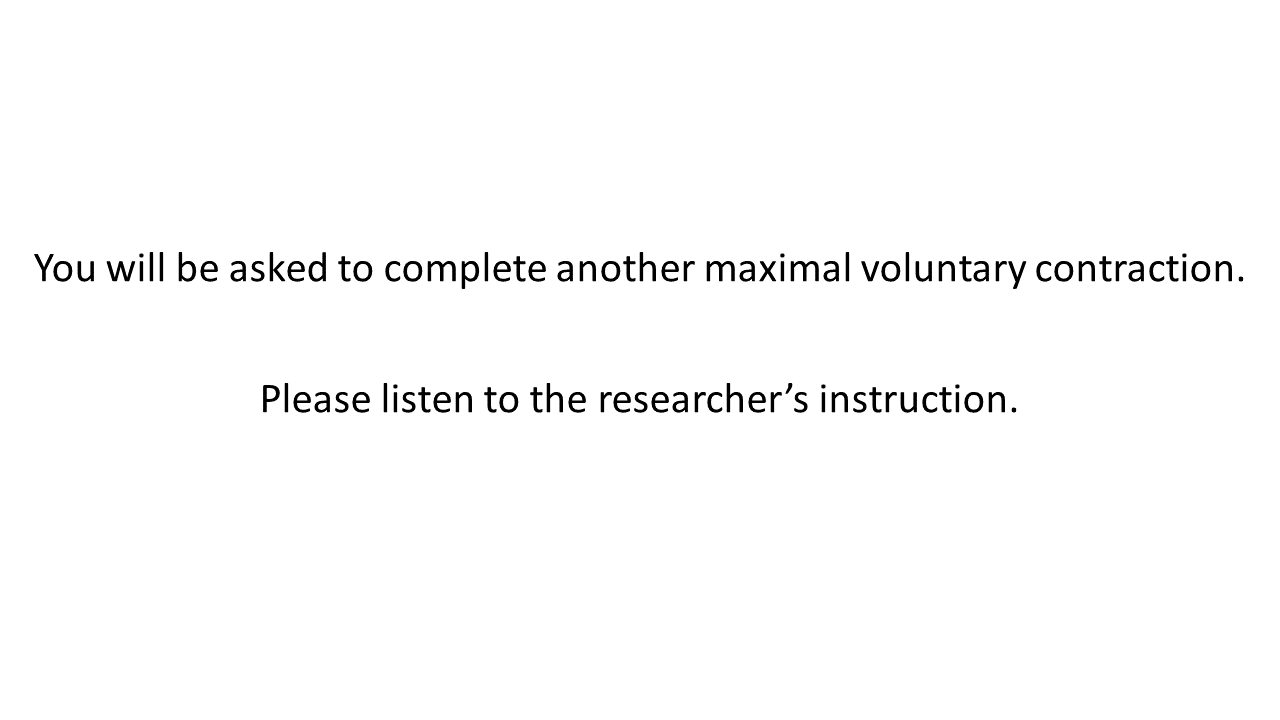 You will be asked to complete another maximal voluntary contraction.
Please listen to the researcher’s instruction.